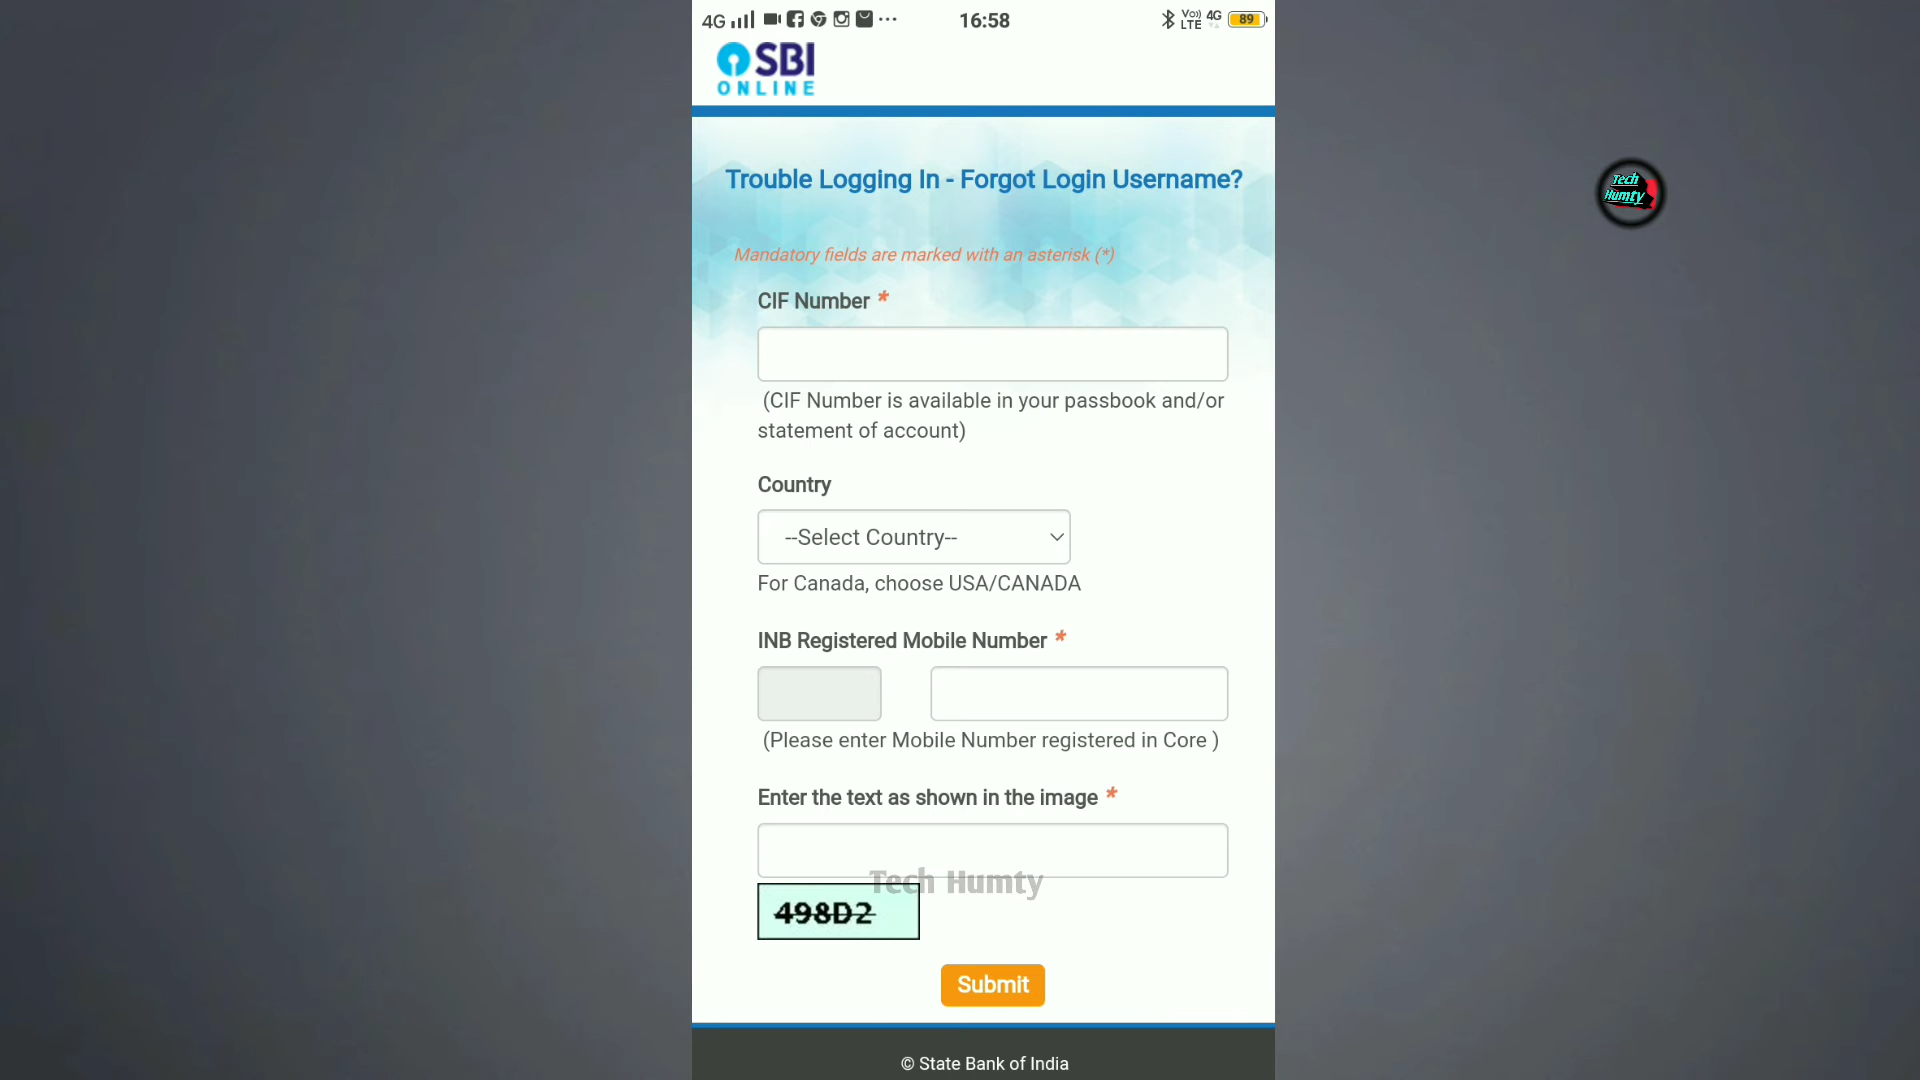 4G 16:58 Vo)) LTE 4G 89
SBI
ONLINE
Trouble Logging In - Forgot Login Username?
Tech
Humty
Mandatory fields are marked with an asterisk (*)
CIF Number *
(CIF Number is available in your passbook and/or
statement of account)
Country
--Select Country--
For Canada, choose USA/CANADA
INB Registered Mobile Number *
(Please enter Mobile Number registered in Core )
Enter the text as shown in the image *
Tech Humty
498D2
Submit
© State Bank of India